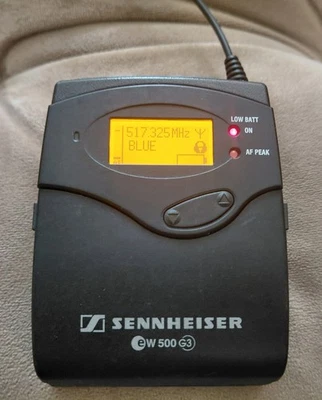 LOW BATT
ON
517.325MHz
BLUE
AF PEAK
SENNHEISER
ew 500 G3